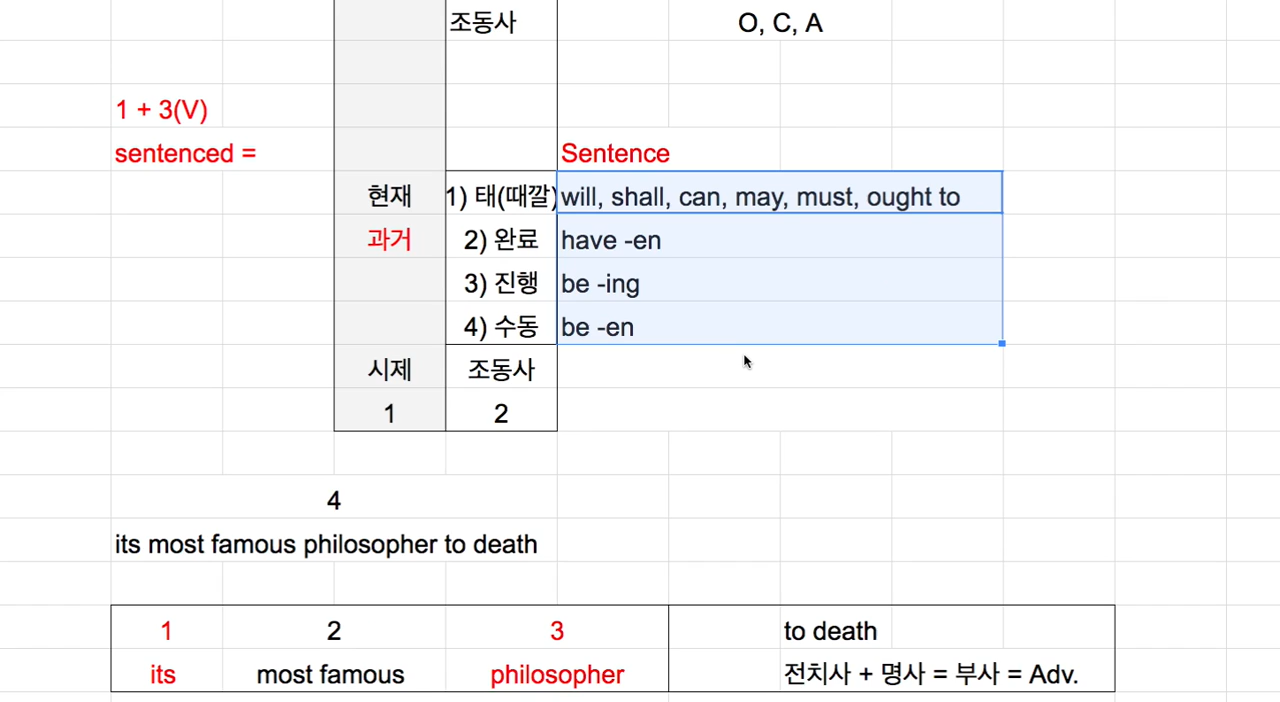 조동사 O, C, A
1 + 3(V)
sentenced = Sentence
현재 1) 태(때깔) will, shall, can, may, must, ought to
과거 2) 완료 have -en
3) 진행 be -ing
4) 수동 be -en
시제 조동사
1 2
4
its most famous philosopher to death
1 2 3 to death
its most famous philosopher 전치사 + 명사 = 부사 = Adv.